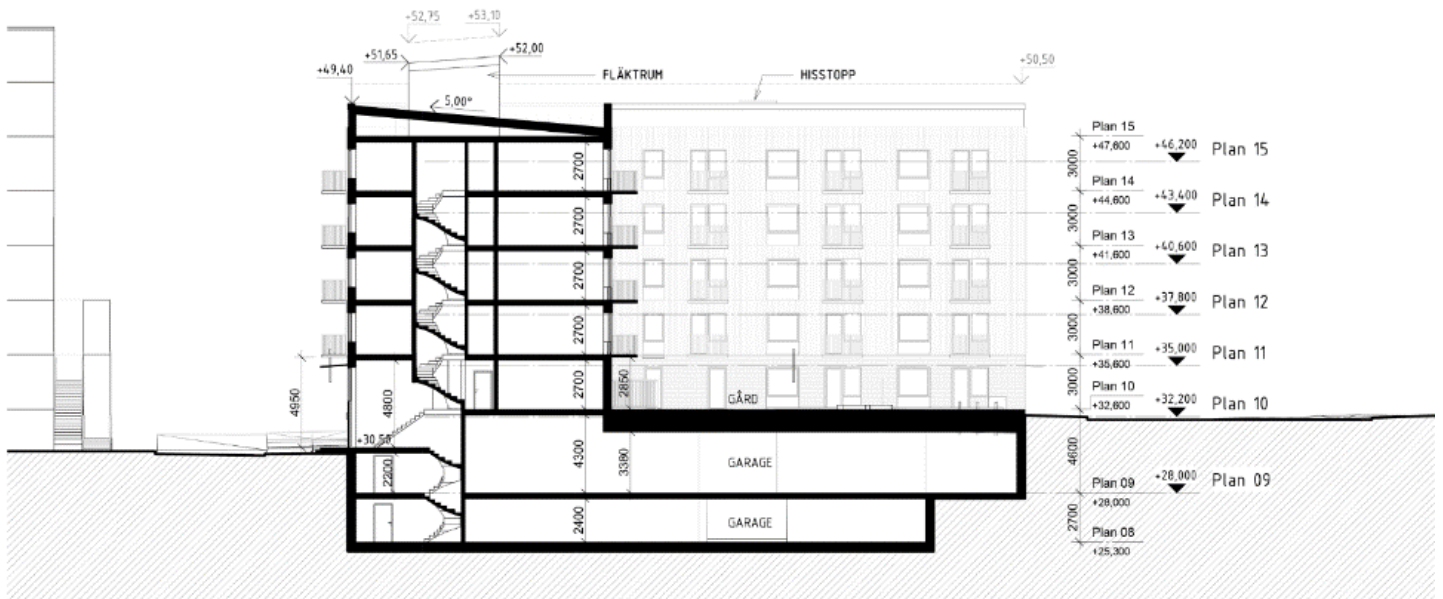 +52,75
+53,10
+51,65
+52,00
+49,40
FLÄKTRUM
HISSTOPP
+50,50
5,00°
Plan 15
+47,600
+46,200 Plan 15
2700
3000
Plan 14
+44,600
+43,400 Plan 14
2700
3000
Plan 13
+41,600
+40,600 Plan 13
2700
3000
Plan 12
+38,600
+37,800 Plan 12
2700
3000
Plan 11
+35,600
+35,000 Plan 11
4950
4800
2700
2850
3000
Plan 10
+32,600
+32,200 Plan 10
GÅRD
+30,50
2200
4300
3380
GARAGE
4600
Plan 09
+28,000
+28,000 Plan 09
2400
GARAGE
2700
Plan 08
+25,300